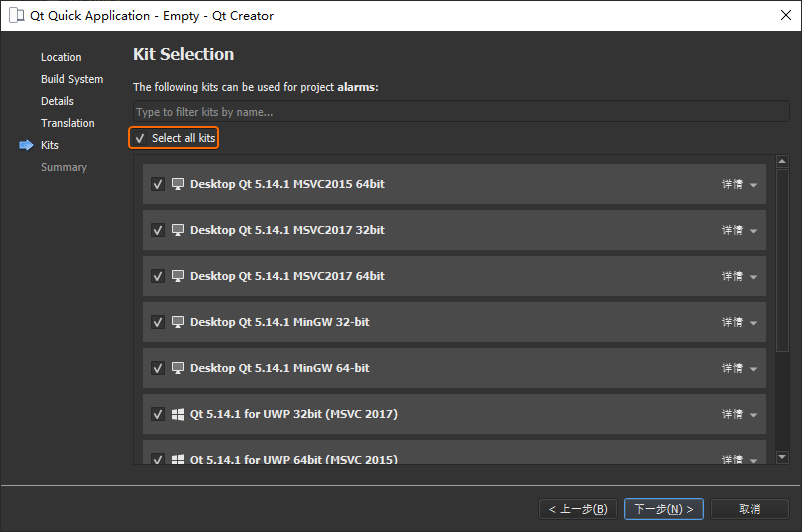 Qt Quick Application - Empty - Qt Creator
Location
Build System
Details
Translation
Kits
Summary
Kit Selection
The following kits can be used for project alarms:
Type to filter kits by name...
Select all kits
Desktop Qt 5.14.1 MSVC2015 64bit 详情
Desktop Qt 5.14.1 MSVC2017 32bit 详情
Desktop Qt 5.14.1 MSVC2017 64bit 详情
Desktop Qt 5.14.1 MinGW 32-bit 详情
Desktop Qt 5.14.1 MinGW 64-bit 详情
Qt 5.14.1 for UWP 32bit (MSVC 2017) 详情
Qt 5.14.1 for UWP 64bit (MSVC 2015) 详情
< 上一步(B) 下一步(N) > 取消